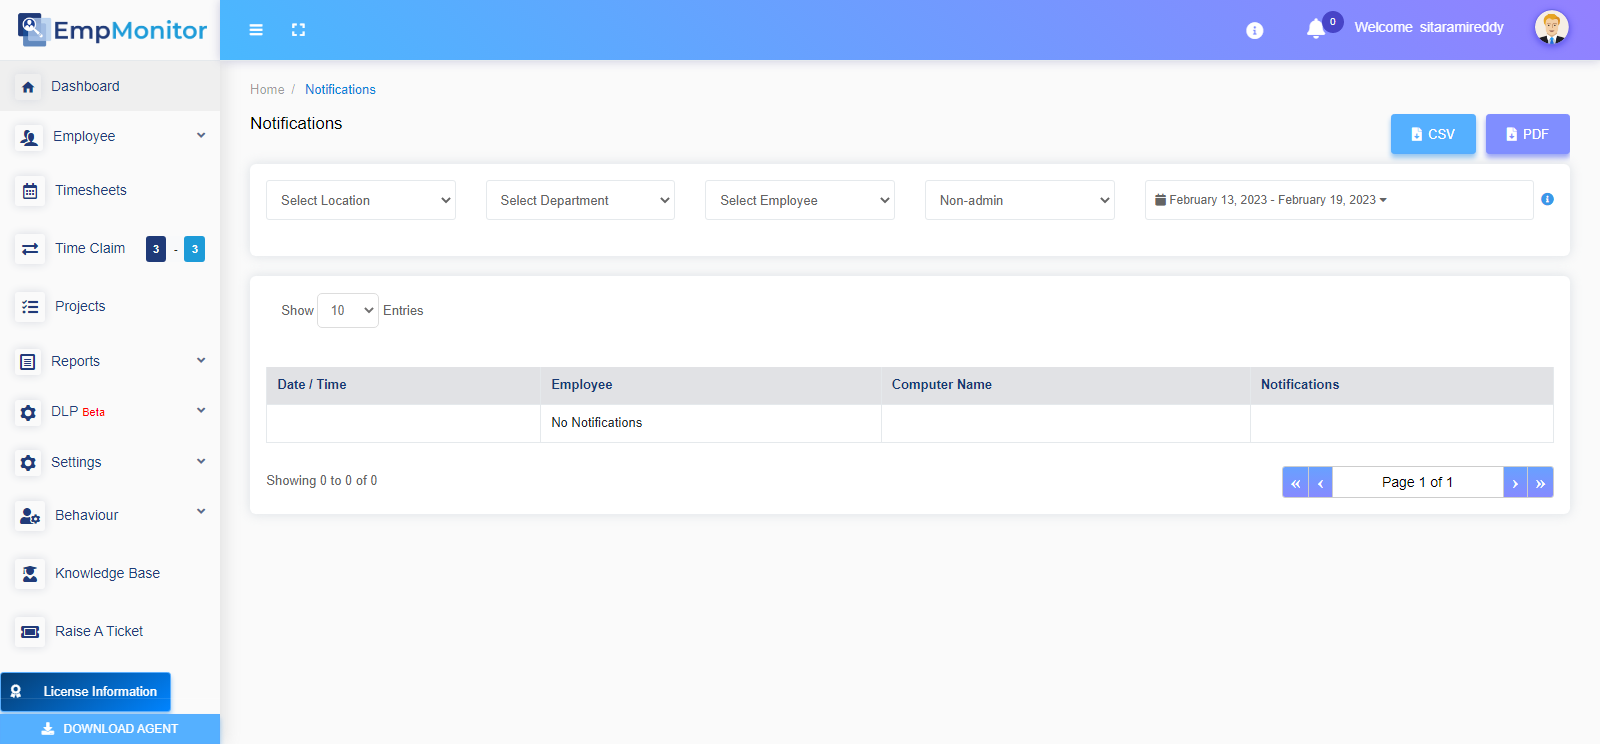 EmpMonitor
0
Welcome sitaramireddy
Dashboard
Employee
Timesheets
Time Claim 3 - 3
Projects
Reports
DLP Beta
Settings
Behaviour
Knowledge Base
Raise A Ticket
License Information
DOWNLOAD AGENT
Home / Notifications
Notifications
CSV
PDF
Select Location
Select Department
Select Employee
Non-admin
February 13, 2023 - February 19, 2023
Show 10 Entries
Date / Time Employee Computer Name Notifications
No Notifications
Showing 0 to 0 of 0
« ‹ Page 1 of 1 › »